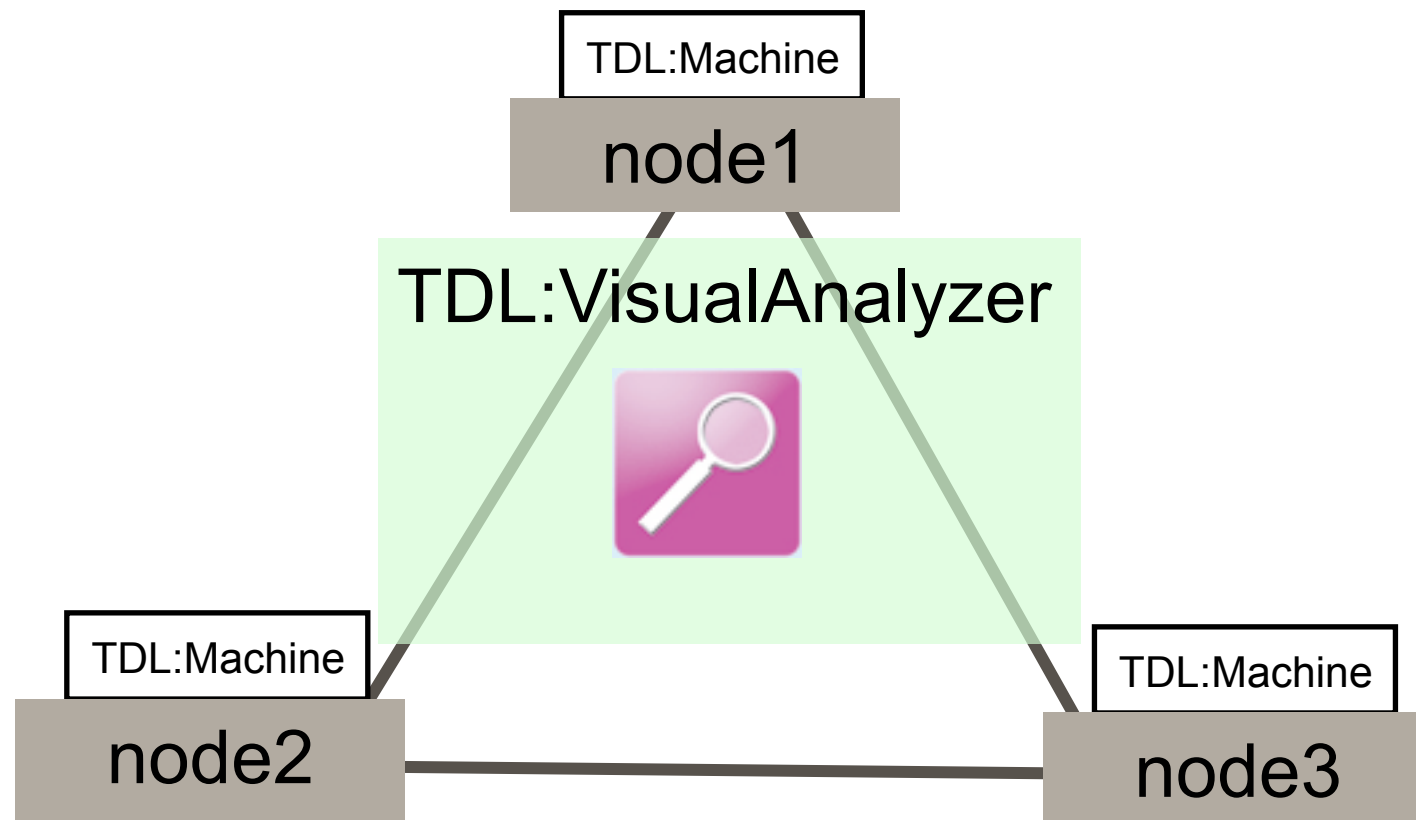 TDL:Machine
node1
TDL:VisualAnalyzer
TDL:Machine
node2
TDL:Machine
node3